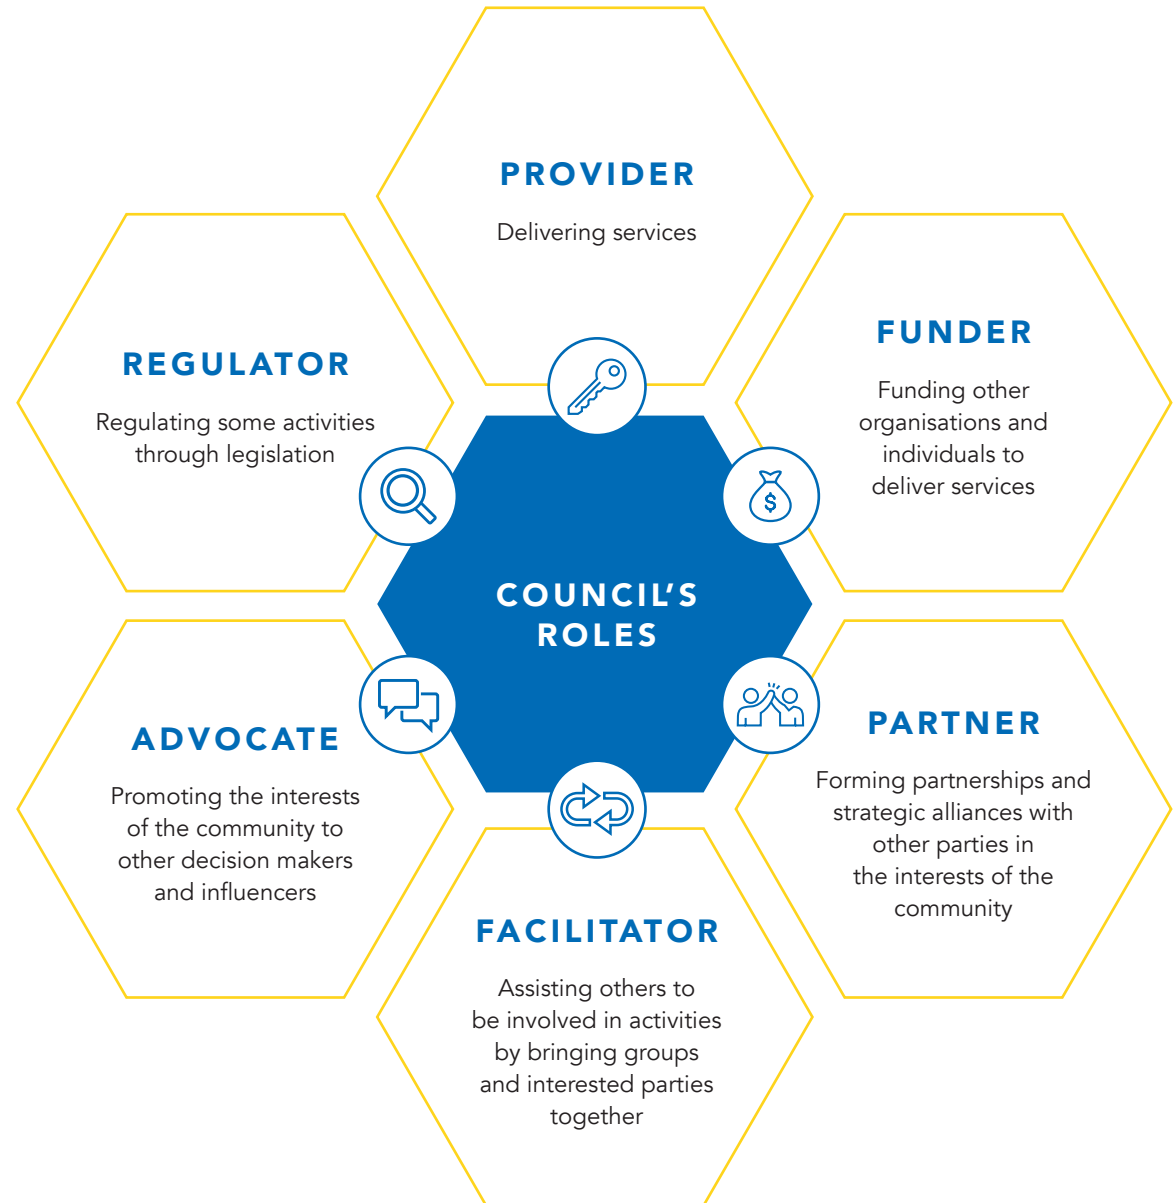 PROVIDER
Delivering services
FUNDER
Funding other
organisations and
individuals to
deliver services
PARTNER
Forming partnerships and
strategic alliances with
other parties in
the interests of the
community
FACILITATOR
Assisting others to
be involved in activities
by bringing groups
and interested parties
together
ADVOCATE
Promoting the interests
of the community to
other decision makers
and influencers
REGULATOR
Regulating some activities
through legislation
COUNCIL'S
ROLES
$